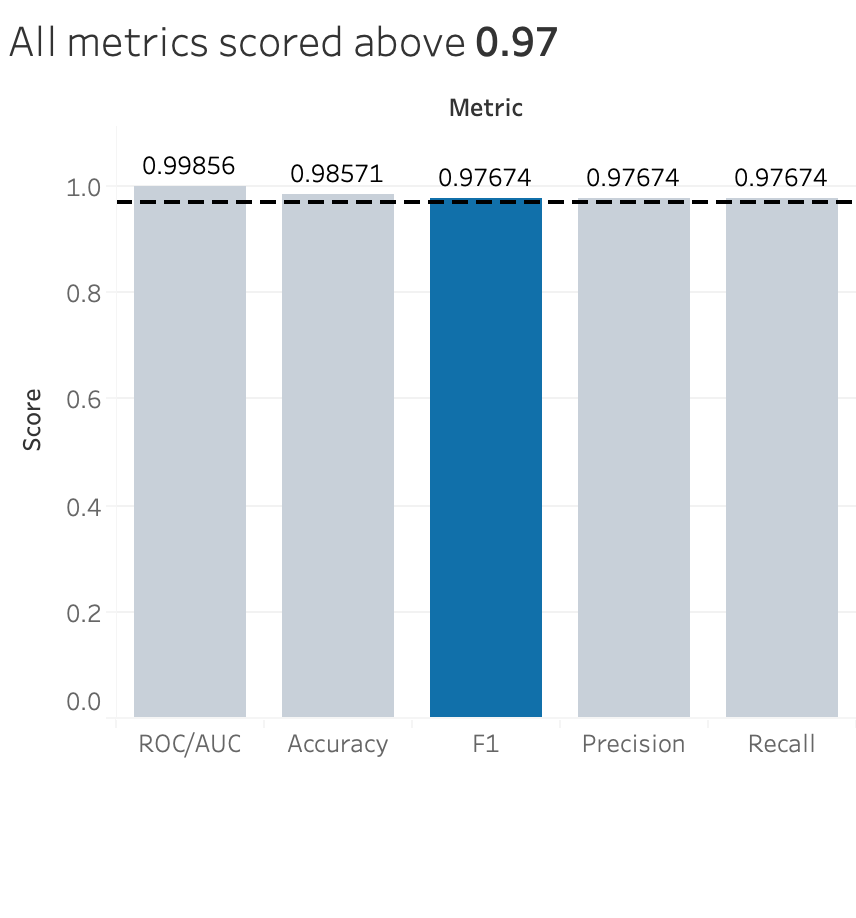 All metrics scored above 0.97
Metric
0.99856
0.98571
0.97674
0.97674
0.97674
1.0
0.8
0.6
0.4
0.2
0.0
Score
ROC/AUC
Accuracy
F1
Precision
Recall